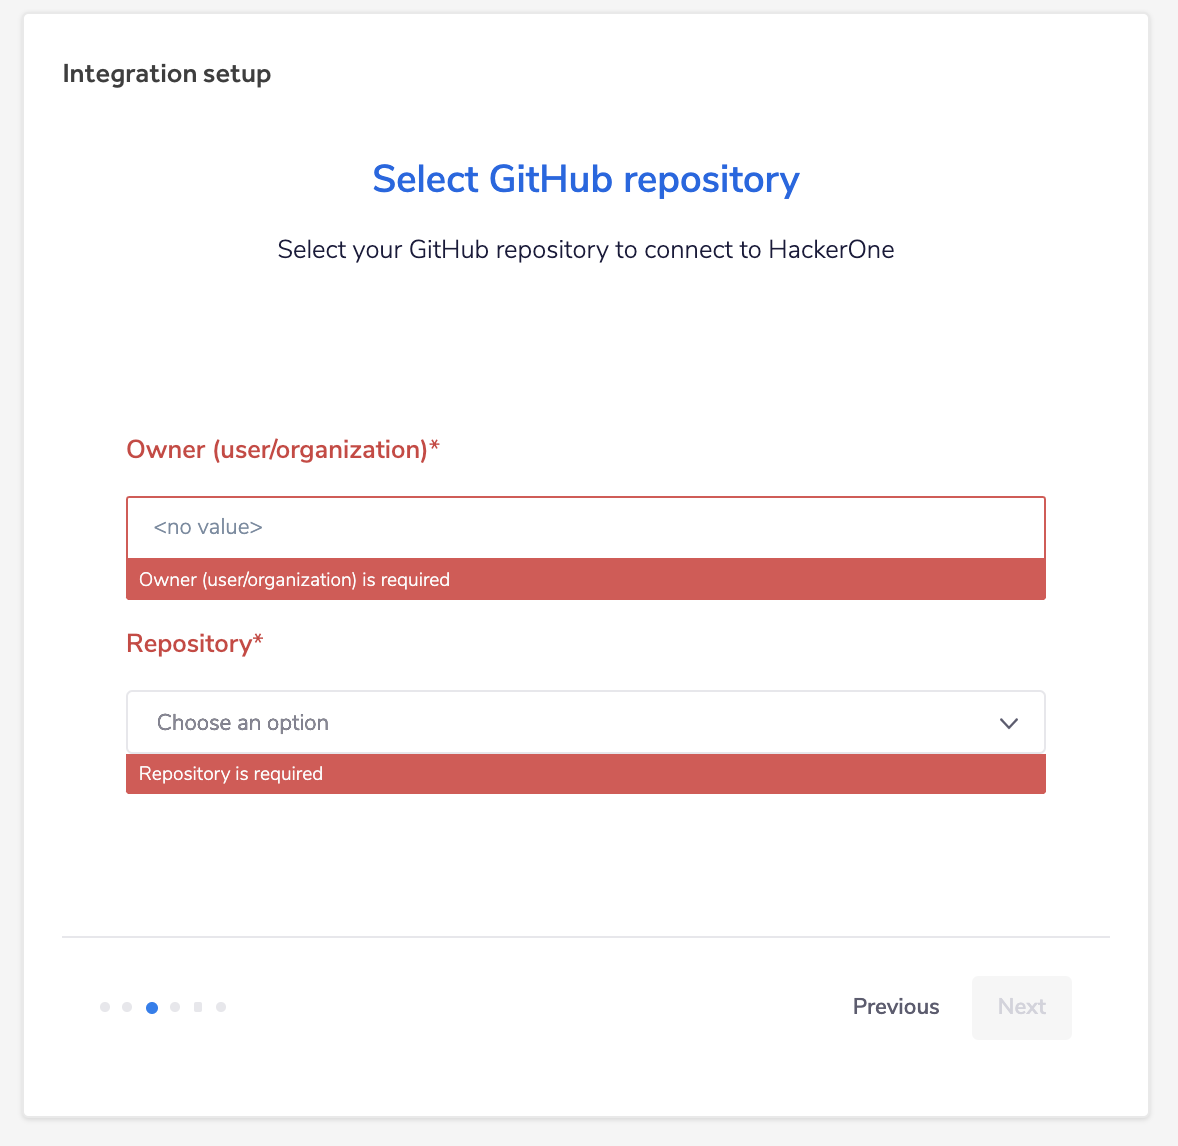 Integration setup
Select GitHub repository
Select your GitHub repository to connect to HackerOne
Owner (user/organization)*
<no value>
Owner (user/organization) is required
Repository*
Choose an option
Repository is required
Previous
Next